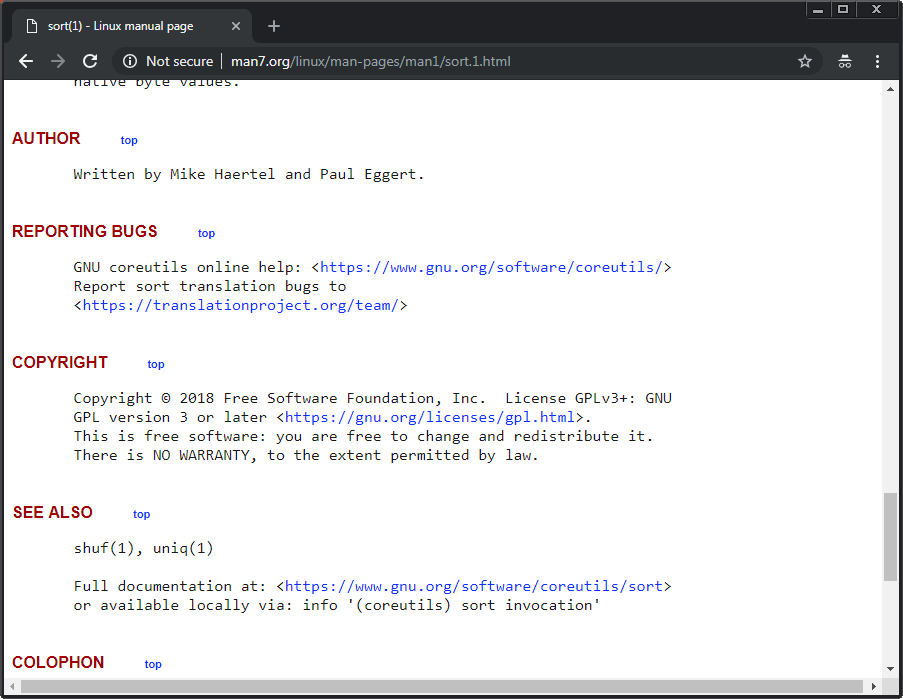 sort(1) - Linux manual page
Not secure | man7.org/linux/man-pages/man1/sort.1.html
native byte values.
AUTHOR top
Written by Mike Haertel and Paul Eggert.
REPORTING BUGS top
GNU coreutils online help: <https://www.gnu.org/software/coreutils/>
Report sort translation bugs to
<https://translationproject.org/team/>
COPYRIGHT top
Copyright © 2018 Free Software Foundation, Inc.  License GPLv3+: GNU
GPL version 3 or later <https://gnu.org/licenses/gpl.html>.
This is free software: you are free to change and redistribute it.
There is NO WARRANTY, to the extent permitted by law.
SEE ALSO top
shuf(1), uniq(1)
Full documentation at: <https://www.gnu.org/software/coreutils/sort>
or available locally via: info '(coreutils) sort invocation'
COLOPHON top